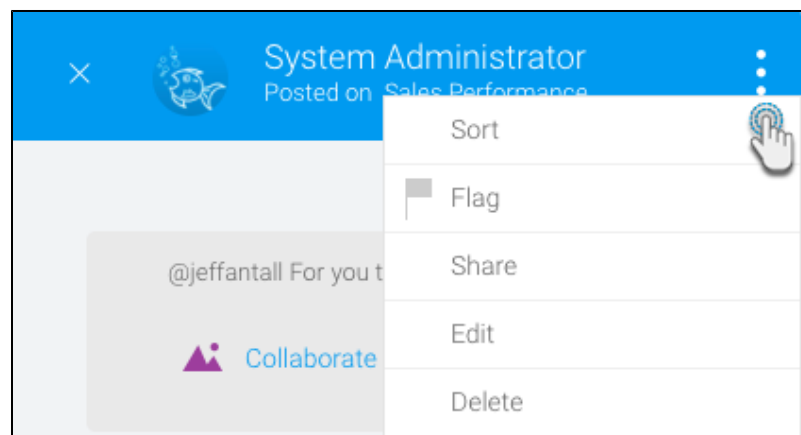 System Administrator
Posted on Sales Performance
Sort
Flag
Share
Edit
Delete
@jeffantall For you t
Collaborate